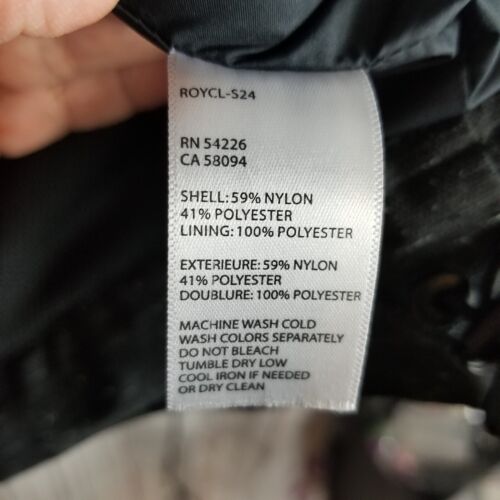 ROYCL-S24
RN 54226
CA 58094
SHELL: 59% NYLON
41% POLYESTER
LINING: 100% POLYESTER
EXTERIEURE: 59% NYLON
41% POLYESTER
DOUBLURE: 100% POLYESTER
MACHINE WASH COLD
WASH COLORS SEPARATELY
DO NOT BLEACH
TUMBLE DRY LOW
COOL IRON IF NEEDED
OR DRY CLEAN